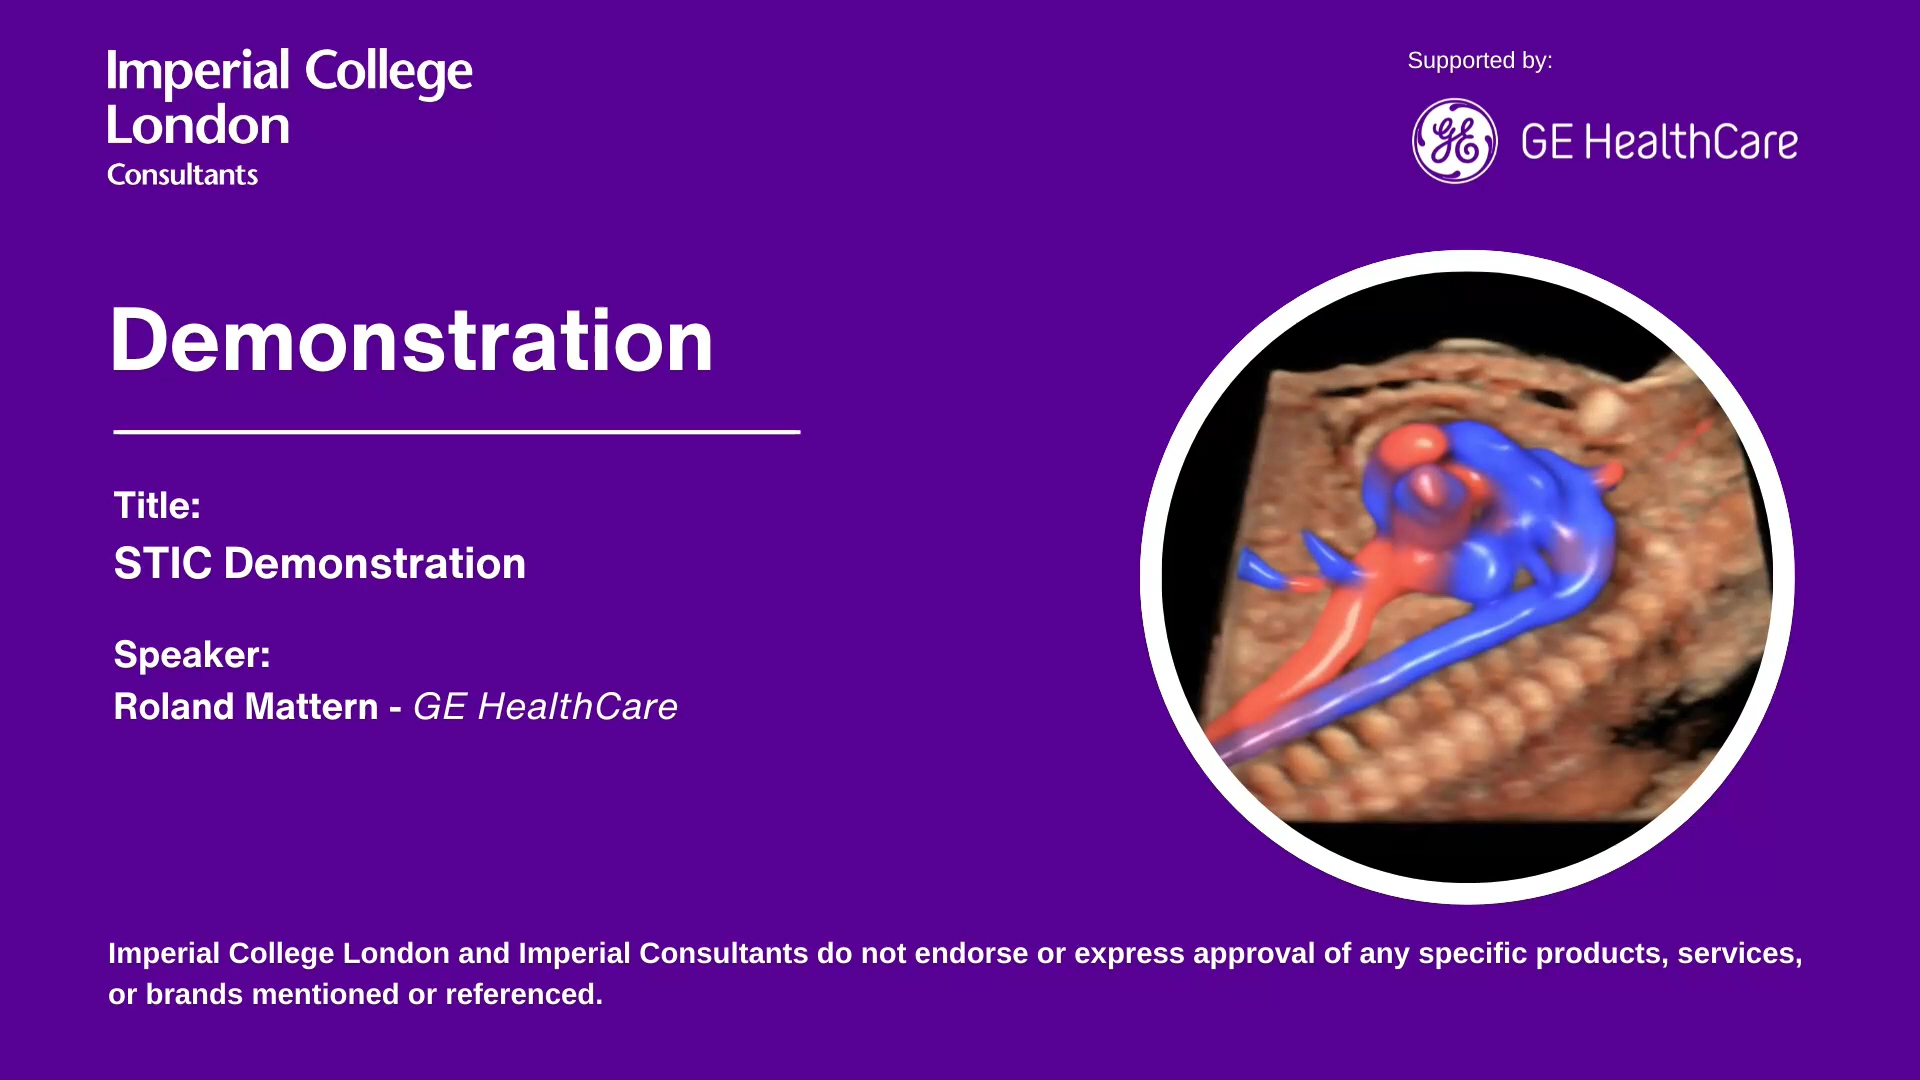 Imperial College
London
Consultants
Supported by:
GE HealthCare
Demonstration
Title:
STIC Demonstration
Speaker:
Roland Mattern - GE HealthCare
Imperial College London and Imperial Consultants do not endorse or express approval of any specific products, services,
or brands mentioned or referenced.